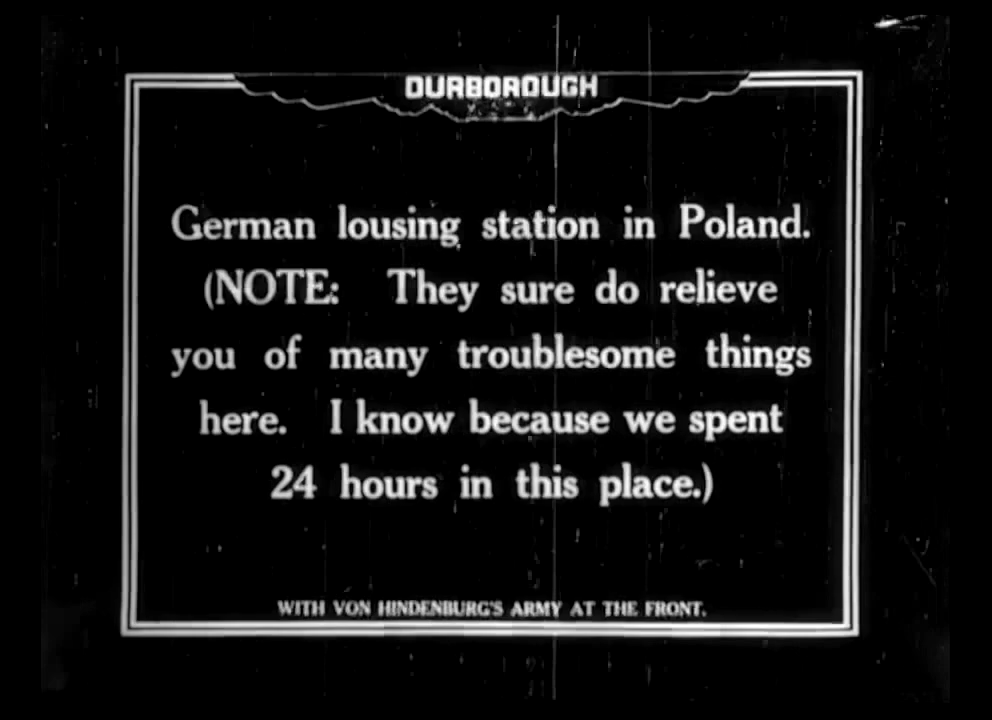 DURBOROUGH
German lousing station in Poland.
(NOTE: They sure do relieve
you of many troublesome things
here. I know because we spent
24 hours in this place.)
WITH VON HINDENBURG'S ARMY AT THE FRONT.